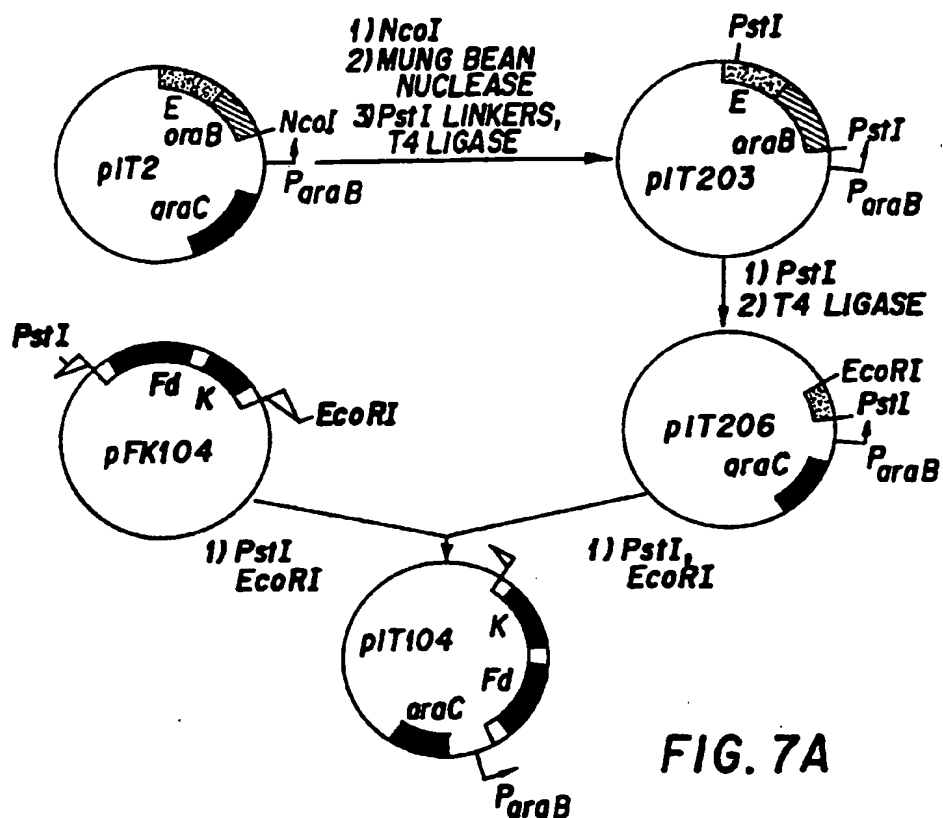 1) NcoI
2) MUNG BEAN
NUCLEASE
3) PstI LINKERS,
T4 LIGASE
E
araB
NcoI
pIT2
ParaB
araC
PstI
E
araB
PstI
pIT203
ParaB
1) PstI
2) T4 LIGASE
PstI
Fd
K
EcoRI
pFK104
EcoRI
PstI
pIT206
araC
ParaB
1) PstI
EcoRI
1) PstI,
EcoRI
pIT104
K
Fd
araC
ParaB
FIG. 7A